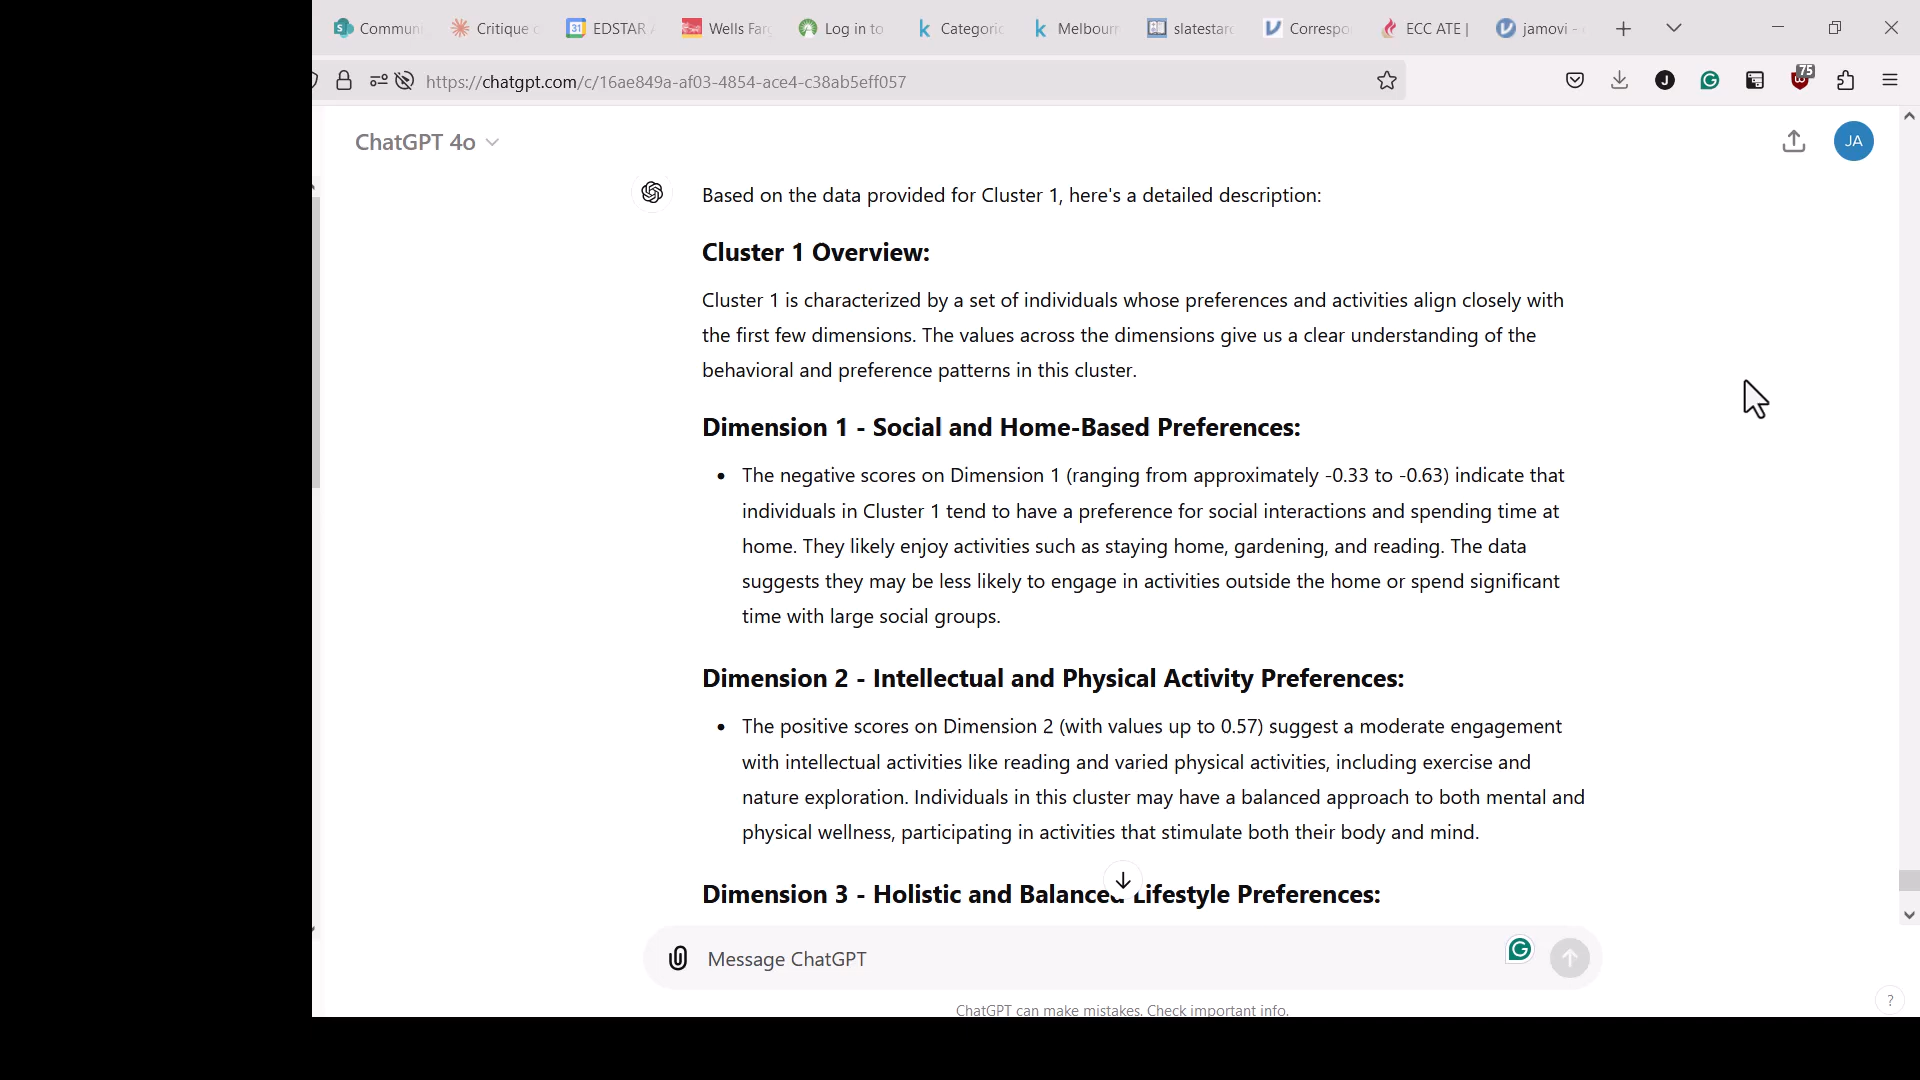 Communi
Critique o
31
EDSTAR A
Wells Farg
Log in to
Categoric
Melbourn
slatestarc
Correspo
ECC ATE |
jamovi -
https://chatgpt.com/c/16ae849a-af03-4854-ace4-c38ab5eff057
J
G
75
ChatGPT 4o
JA
Based on the data provided for Cluster 1, here's a detailed description:
Cluster 1 Overview:
Cluster 1 is characterized by a set of individuals whose preferences and activities align closely with
the first few dimensions. The values across the dimensions give us a clear understanding of the
behavioral and preference patterns in this cluster.
Dimension 1 - Social and Home-Based Preferences:
• The negative scores on Dimension 1 (ranging from approximately -0.33 to -0.63) indicate that
individuals in Cluster 1 tend to have a preference for social interactions and spending time at
home. They likely enjoy activities such as staying home, gardening, and reading. The data
suggests they may be less likely to engage in activities outside the home or spend significant
time with large social groups.
Dimension 2 - Intellectual and Physical Activity Preferences:
• The positive scores on Dimension 2 (with values up to 0.57) suggest a moderate engagement
with intellectual activities like reading and varied physical activities, including exercise and
nature exploration. Individuals in this cluster may have a balanced approach to both mental and
physical wellness, participating in activities that stimulate both their body and mind.
Dimension 3 - Holistic and Balanced Lifestyle Preferences:
Message ChatGPT
G
ChatGPT can make mistakes. Check important info.
?